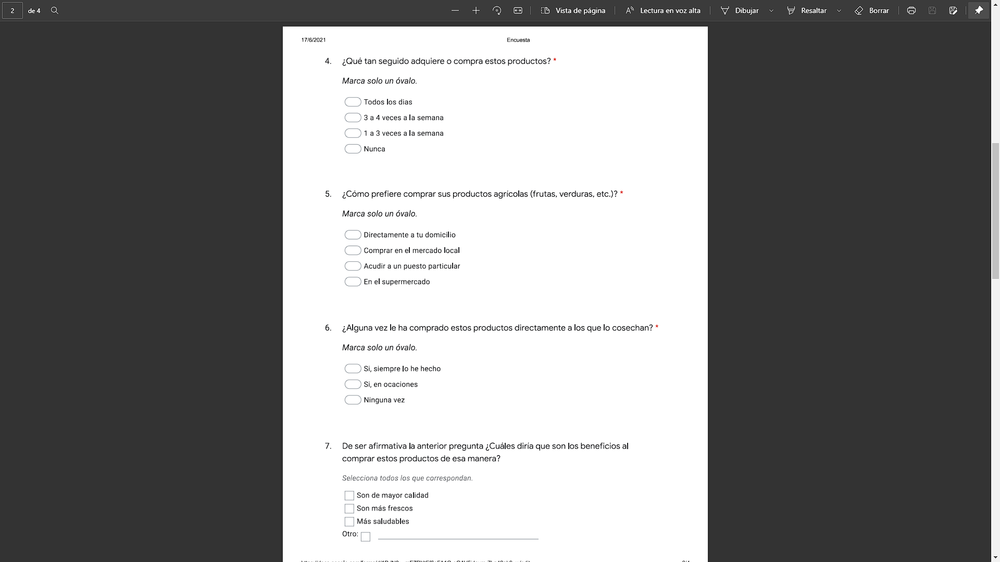 2 de 4 Vista de página Lectura en voz alta Dibujar Resaltar Borrar
17/6/2021 Encuesta
4. ¿Qué tan seguido adquiere o compra estos productos? *
Marca solo un óvalo.
Todos los dias
3 a 4 veces a la semana
1 a 3 veces a la semana
Nunca
5. ¿Cómo prefiere comprar sus productos agrícolas (frutas, verduras, etc.)? *
Marca solo un óvalo.
Directamente a tu domicilio
Comprar en el mercado local
Acudir a un puesto particular
En el supermercado
6. ¿Alguna vez le ha comprado estos productos directamente a los que lo cosechan? *
Marca solo un óvalo.
Si, siempre lo he hecho
Si, en ocaciones
Ninguna vez
7. De ser afirmativa la anterior pregunta ¿Cuáles diría que son los beneficios al
comprar estos productos de esa manera?
Selecciona todos los que correspondan.
Son de mayor calidad
Son más frescos
Más saludables
Otro: